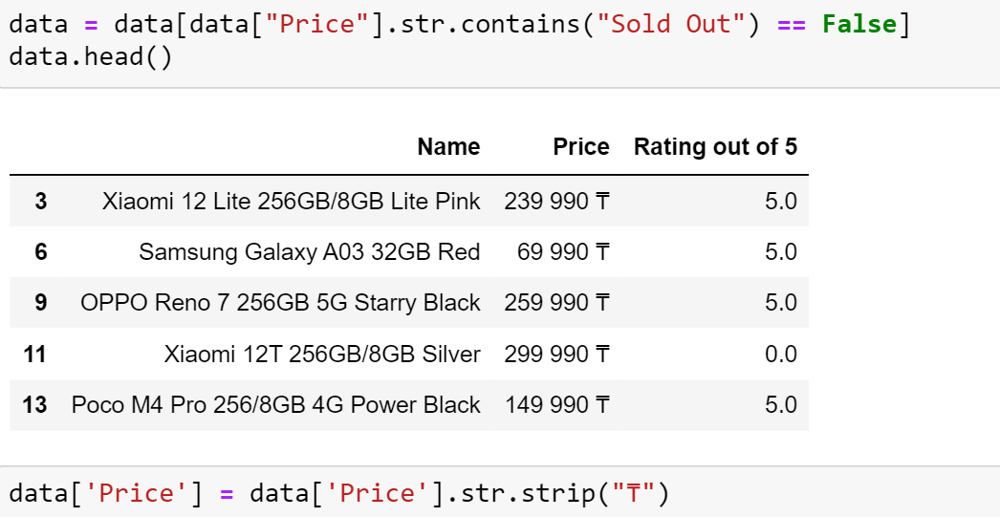 data = data[data["Price"].str.contains("Sold Out") == False]
data.head()
Name Price Rating out of 5
3 Xiaomi 12 Lite 256GB/8GB Lite Pink 239 990 ₸ 5.0
6 Samsung Galaxy A03 32GB Red 69 990 ₸ 5.0
9 OPPO Reno 7 256GB 5G Starry Black 259 990 ₸ 5.0
11 Xiaomi 12T 256GB/8GB Silver 299 990 ₸ 0.0
13 Poco M4 Pro 256/8GB 4G Power Black 149 990 ₸ 5.0
data['Price'] = data['Price'].str.strip("₸")